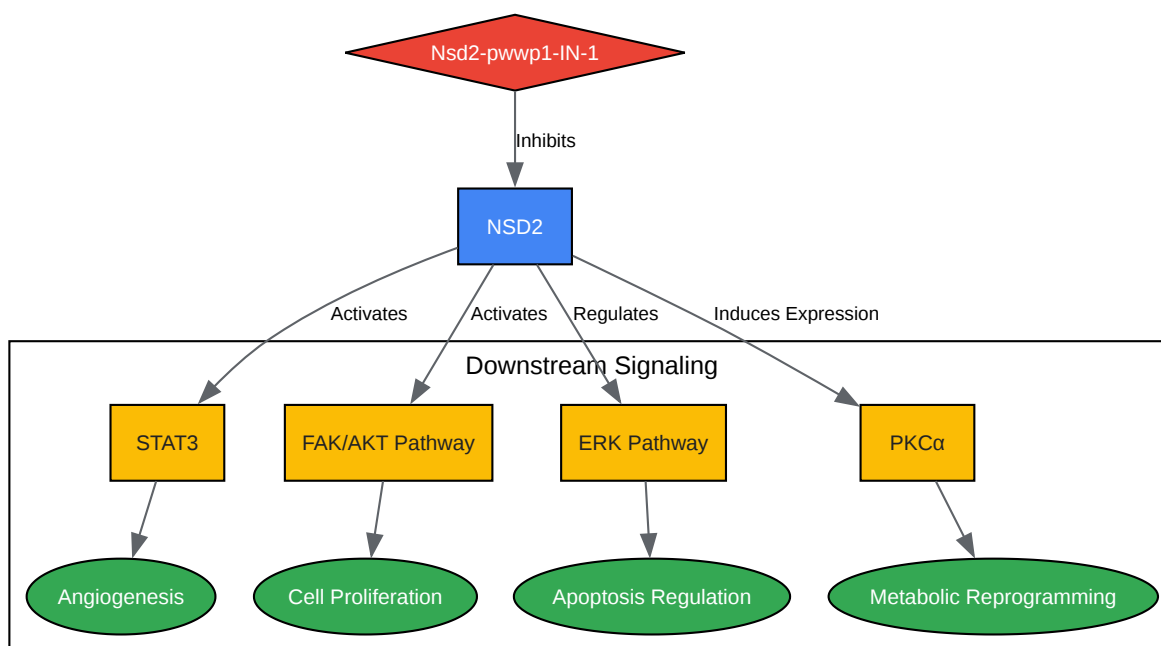 Nsd2-pwwp1-IN-1
Inhibits
NSD2
Activates
Activates
Regulates
Induces Expression
Downstream Signaling
STAT3
FAK/AKT Pathway
ERK Pathway
PKCα
Angiogenesis
Cell Proliferation
Apoptosis Regulation
Metabolic Reprogramming